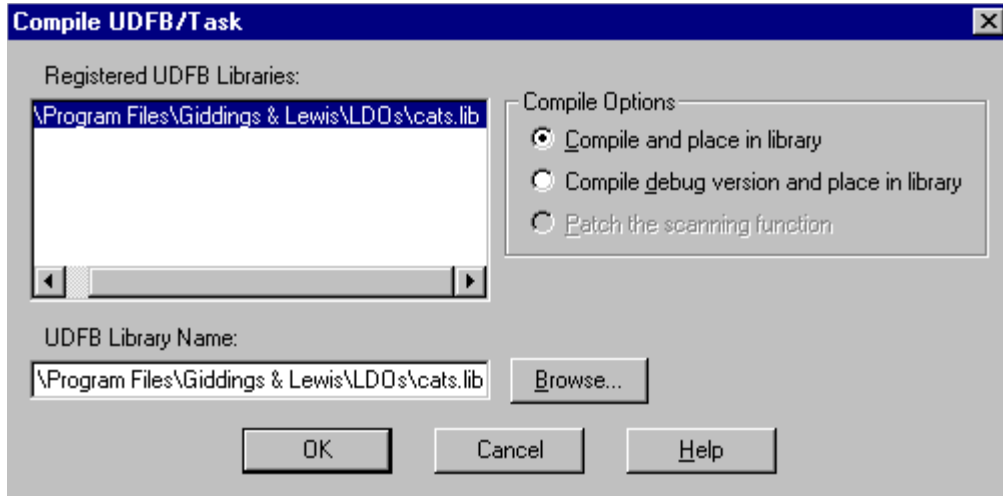 Compile UDFB/Task
Registered UDFB Libraries:
\Program Files\Giddings & Lewis\LDOs\cats.lib
Compile Options
Compile and place in library
Compile debug version and place in library
Patch the scanning function
UDFB Library Name:
\Program Files\Giddings & Lewis\LDOs\cats.lib
Browse...
OK
Cancel
Help